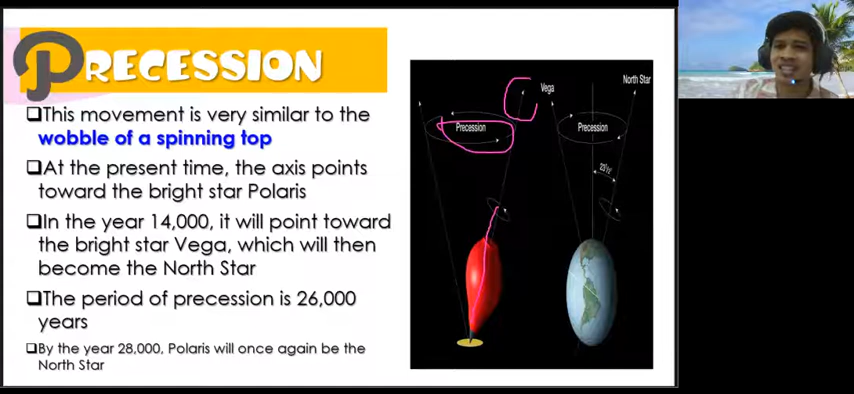 PRECESSION
❑This movement is very similar to the
wobble of a spinning top
❑At the present time, the axis points
toward the bright star Polaris
❑In the year 14,000, it will point toward
the bright star Vega, which will then
become the North Star
❑The period of precession is 26,000
years
❑By the year 28,000, Polaris will once again be the
North Star
Vega
North Star
Precession
Precession
23½°